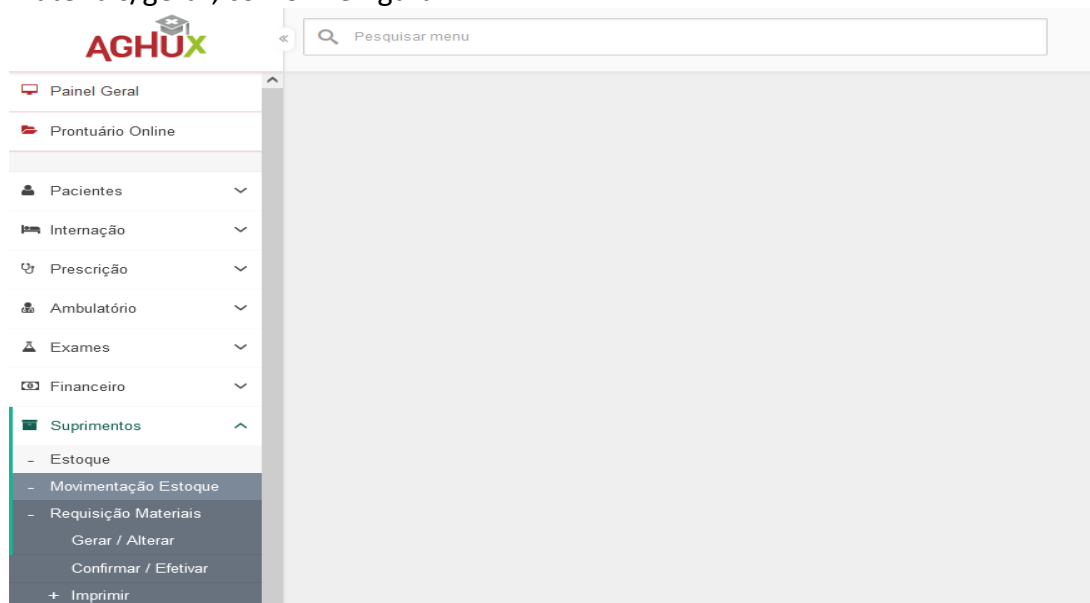 AGHUX
«
Pesquisar menu
Painel Geral
Prontuário Online
Pacientes
Internação
Prescrição
Ambulatório
Exames
Financeiro
Suprimentos
- Estoque
- Movimentação Estoque
- Requisição Materiais
Gerar / Alterar
Confirmar / Efetivar
+ Imprimir